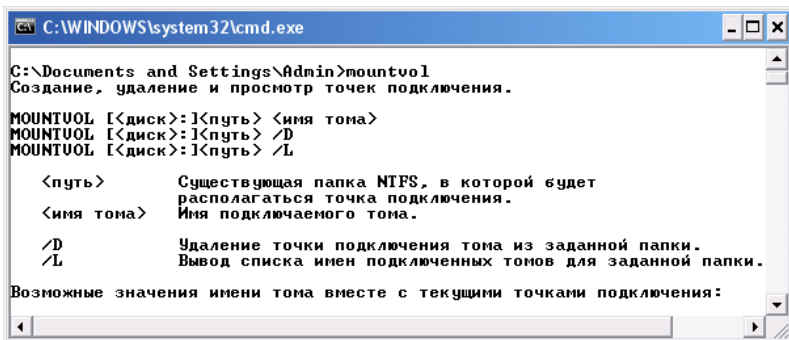 C:\WINDOWS\system32\cmd.exe
C:\Documents and Settings\Admin>mountvol
Создание, удаление и просмотр точек подключения.
MOUNTVOL [<диск>:]<путь> <имя тома>
MOUNTVOL [<диск>:]<путь> /D
MOUNTVOL [<диск>:]<путь> /L
<путь> Существующая папка NTFS, в которой будет
располагаться точка подключения.
<имя тома> Имя подключаемого тома.
/D Удаление точки подключения тома из заданной папки.
/L Вывод списка имен подключенных томов для заданной папки.
Возможные значения имени тома вместе с текущими точками подключения: